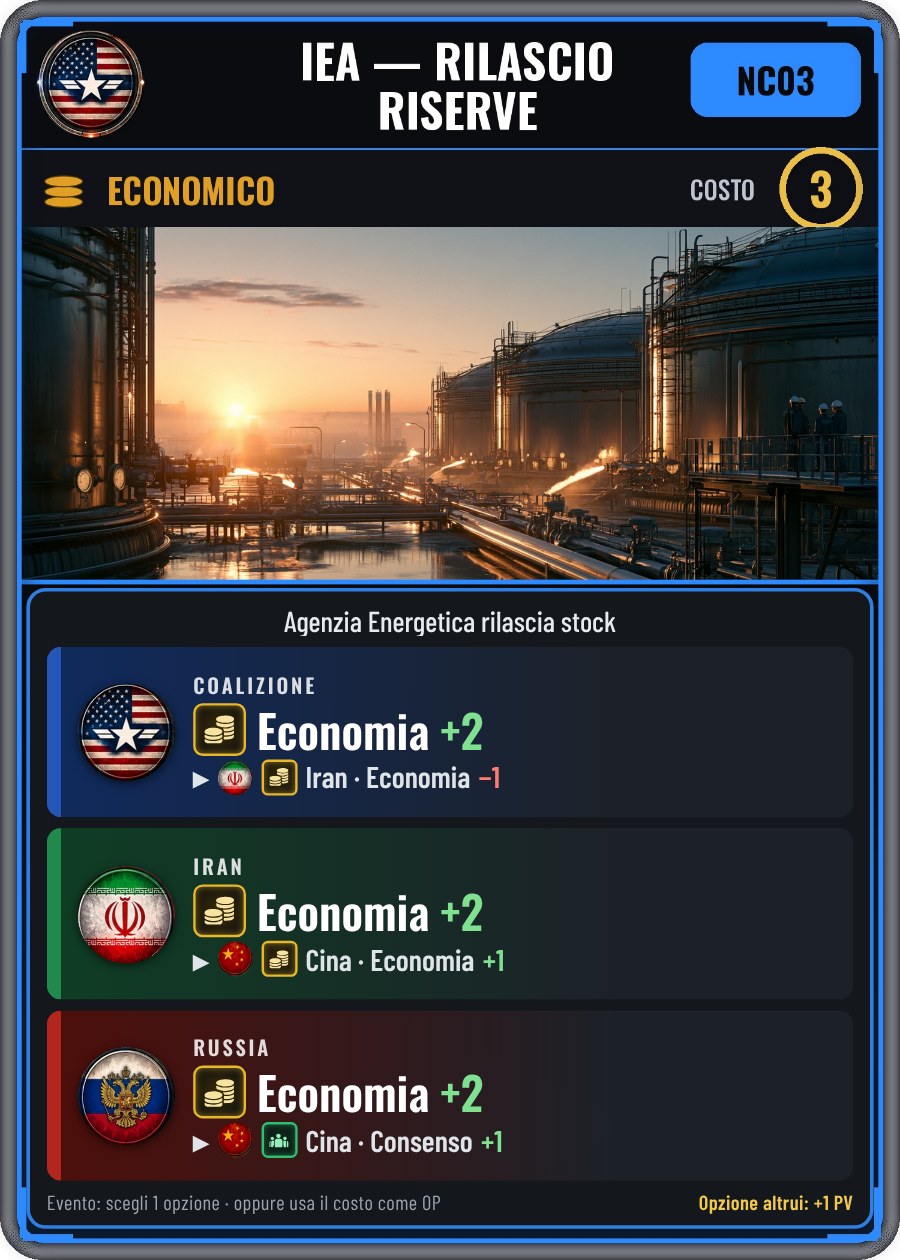 IEA — RILASCIO
RISERVE
NC03
ECONOMICO
COSTO
3
Agenzia Energetica rilascia stock
COALIZIONE
Economia +2
▶ Iran · Economia −1
IRAN
Economia +2
▶ Cina · Economia +1
RUSSIA
Economia +2
▶ Cina · Consenso +1
Evento: scegli 1 opzione · oppure usa il costo come OP
Opzione altrui: +1 PV